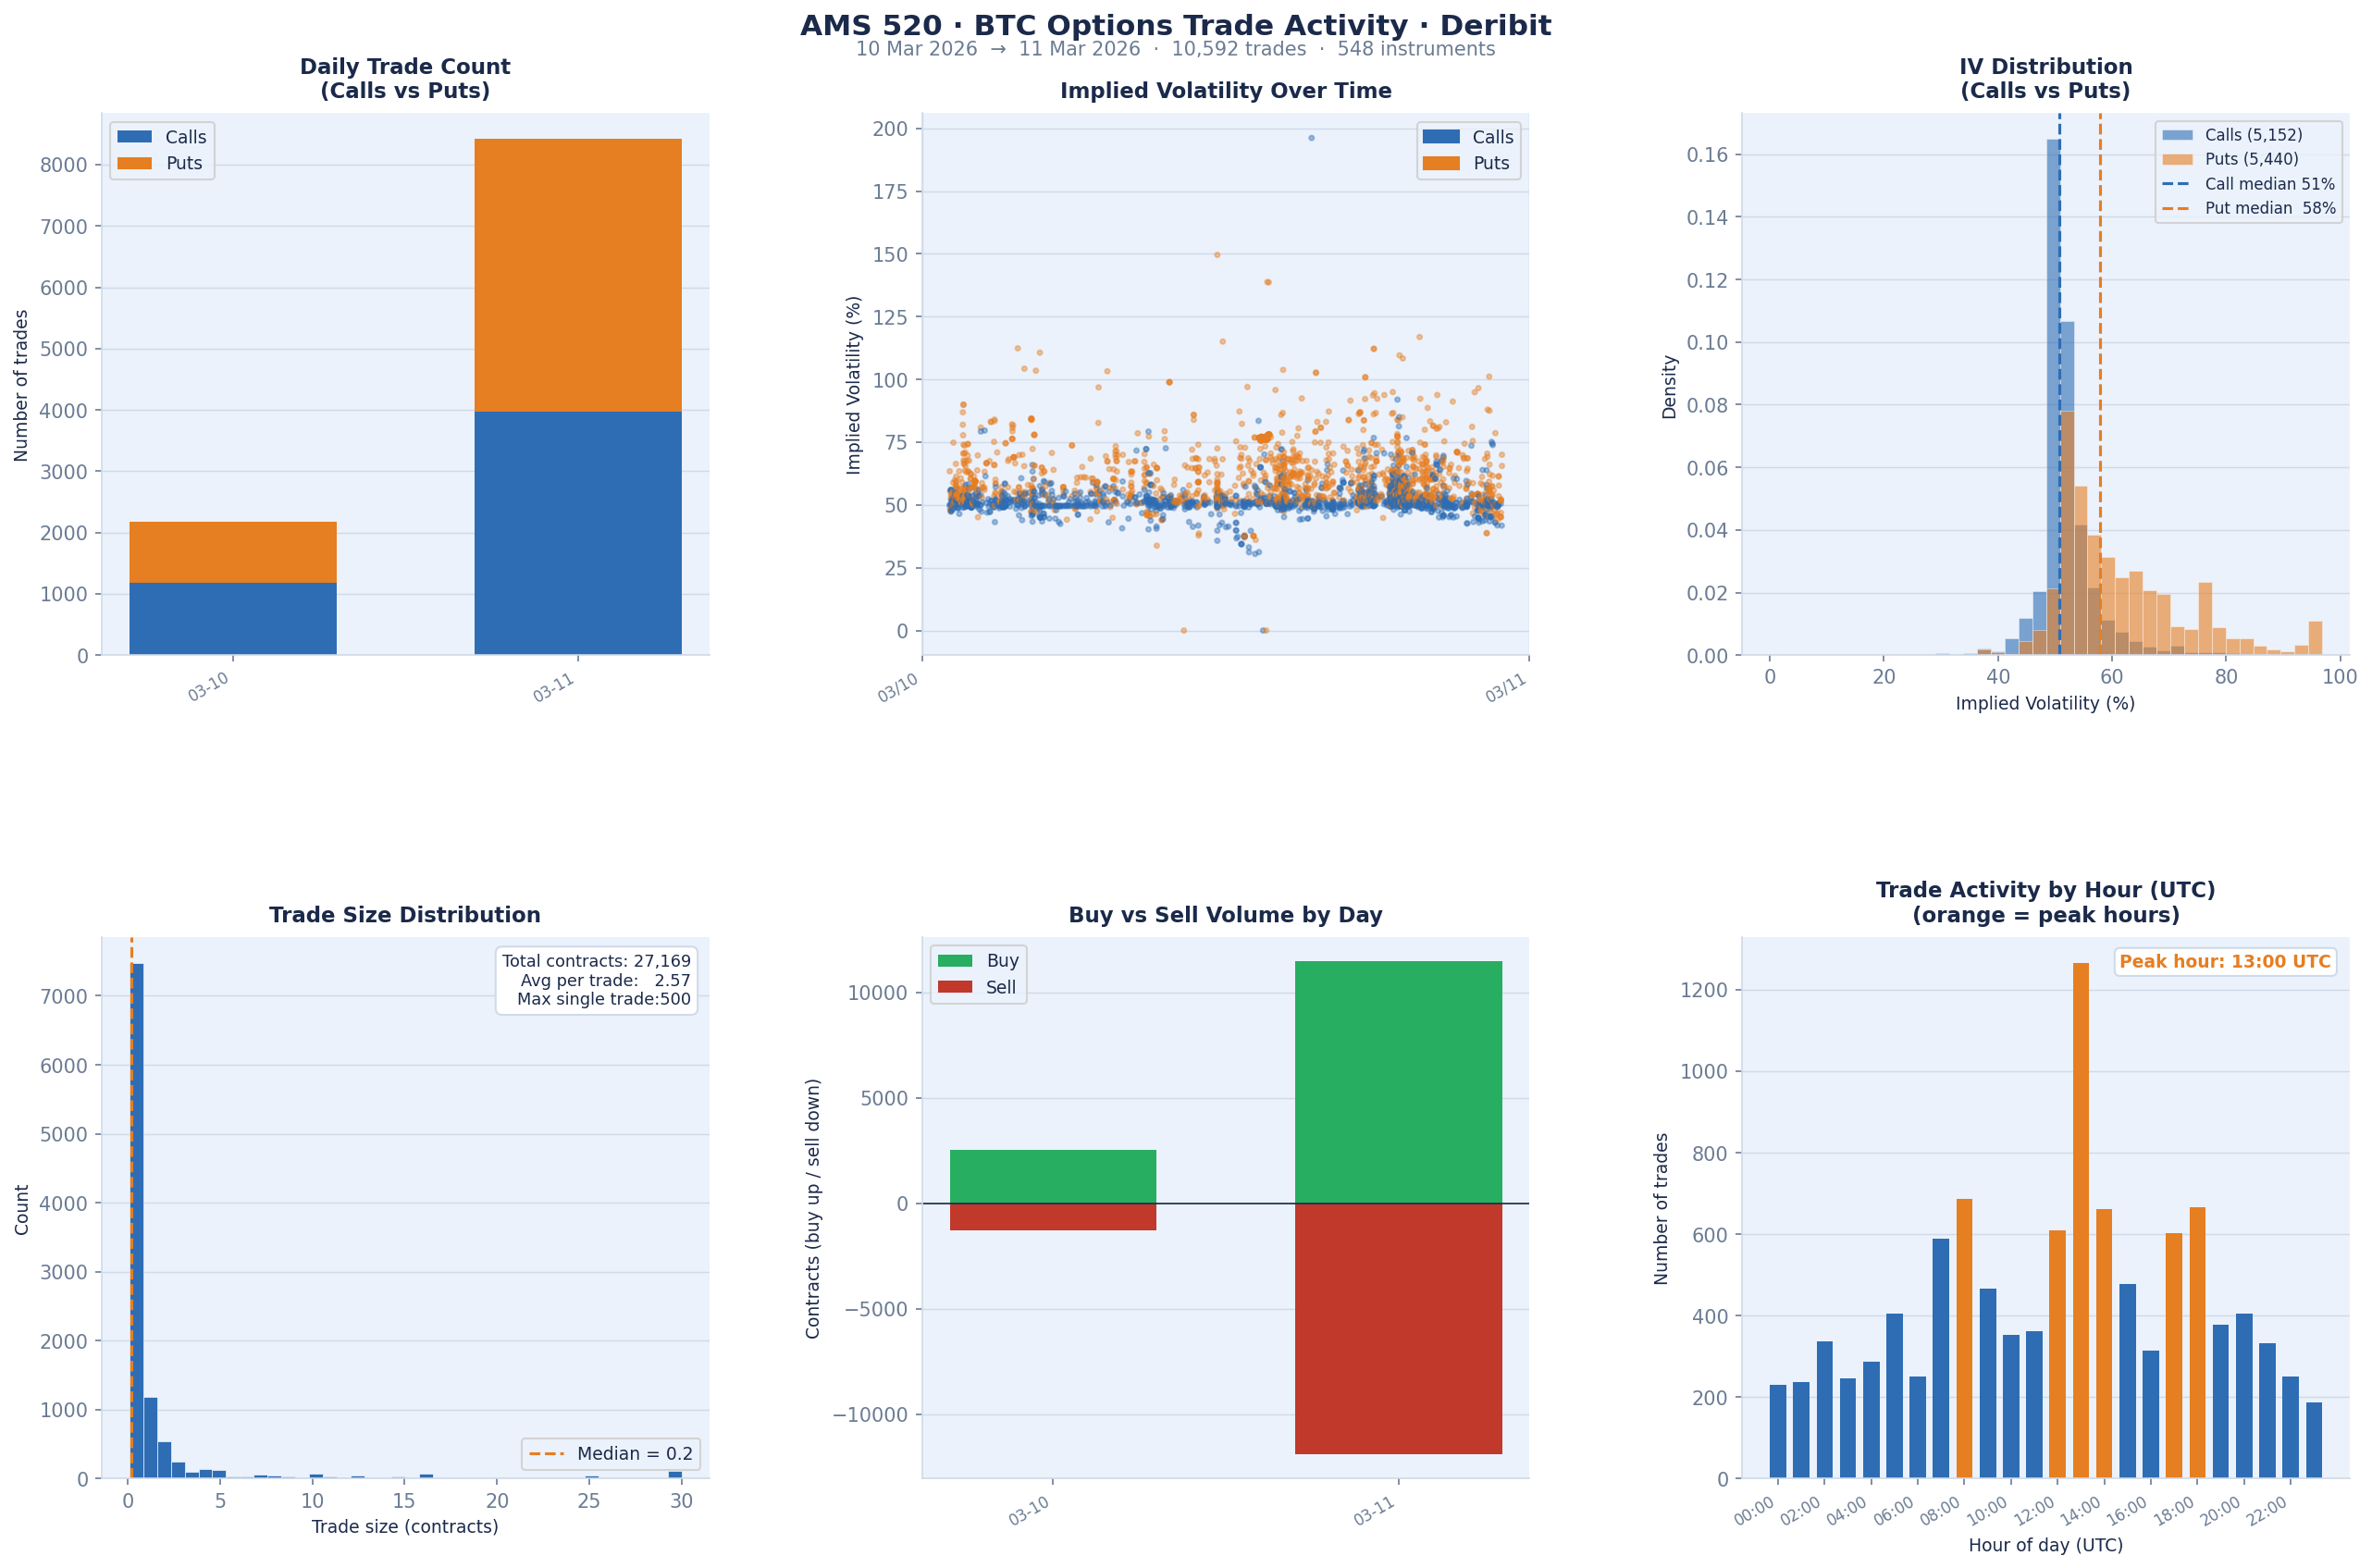 AMS 520 · BTC Options Trade Activity · Deribit
10 Mar 2026 → 11 Mar 2026 · 10,592 trades · 548 instruments
Daily Trade Count
(Calls vs Puts)
Calls
Puts
Number of trades
8000
7000
6000
5000
4000
3000
2000
1000
0
03-10
03-11
Implied Volatility Over Time
Calls
Puts
Implied Volatility (%)
200
175
150
125
100
75
50
25
0
03/10
03/11
IV Distribution
(Calls vs Puts)
Calls (5,152)
Puts (5,440)
Call median 51%
Put median 58%
Density
0.16
0.14
0.12
0.10
0.08
0.06
0.04
0.02
0.00
0
20
40
60
80
100
Implied Volatility (%)
Trade Size Distribution
Total contracts: 27,169
Avg per trade: 2.57
Max single trade:500
Count
7000
6000
5000
4000
3000
2000
1000
0
Median = 0.2
0
5
10
15
20
25
30
Trade size (contracts)
Buy vs Sell Volume by Day
Buy
Sell
Contracts (buy up / sell down)
10000
5000
0
−5000
−10000
03-10
03-11
Trade Activity by Hour (UTC)
(orange = peak hours)
Peak hour: 13:00 UTC
Number of trades
1200
1000
800
600
400
200
0
00:00
02:00
04:00
06:00
08:00
10:00
12:00
14:00
16:00
18:00
20:00
22:00
Hour of day (UTC)